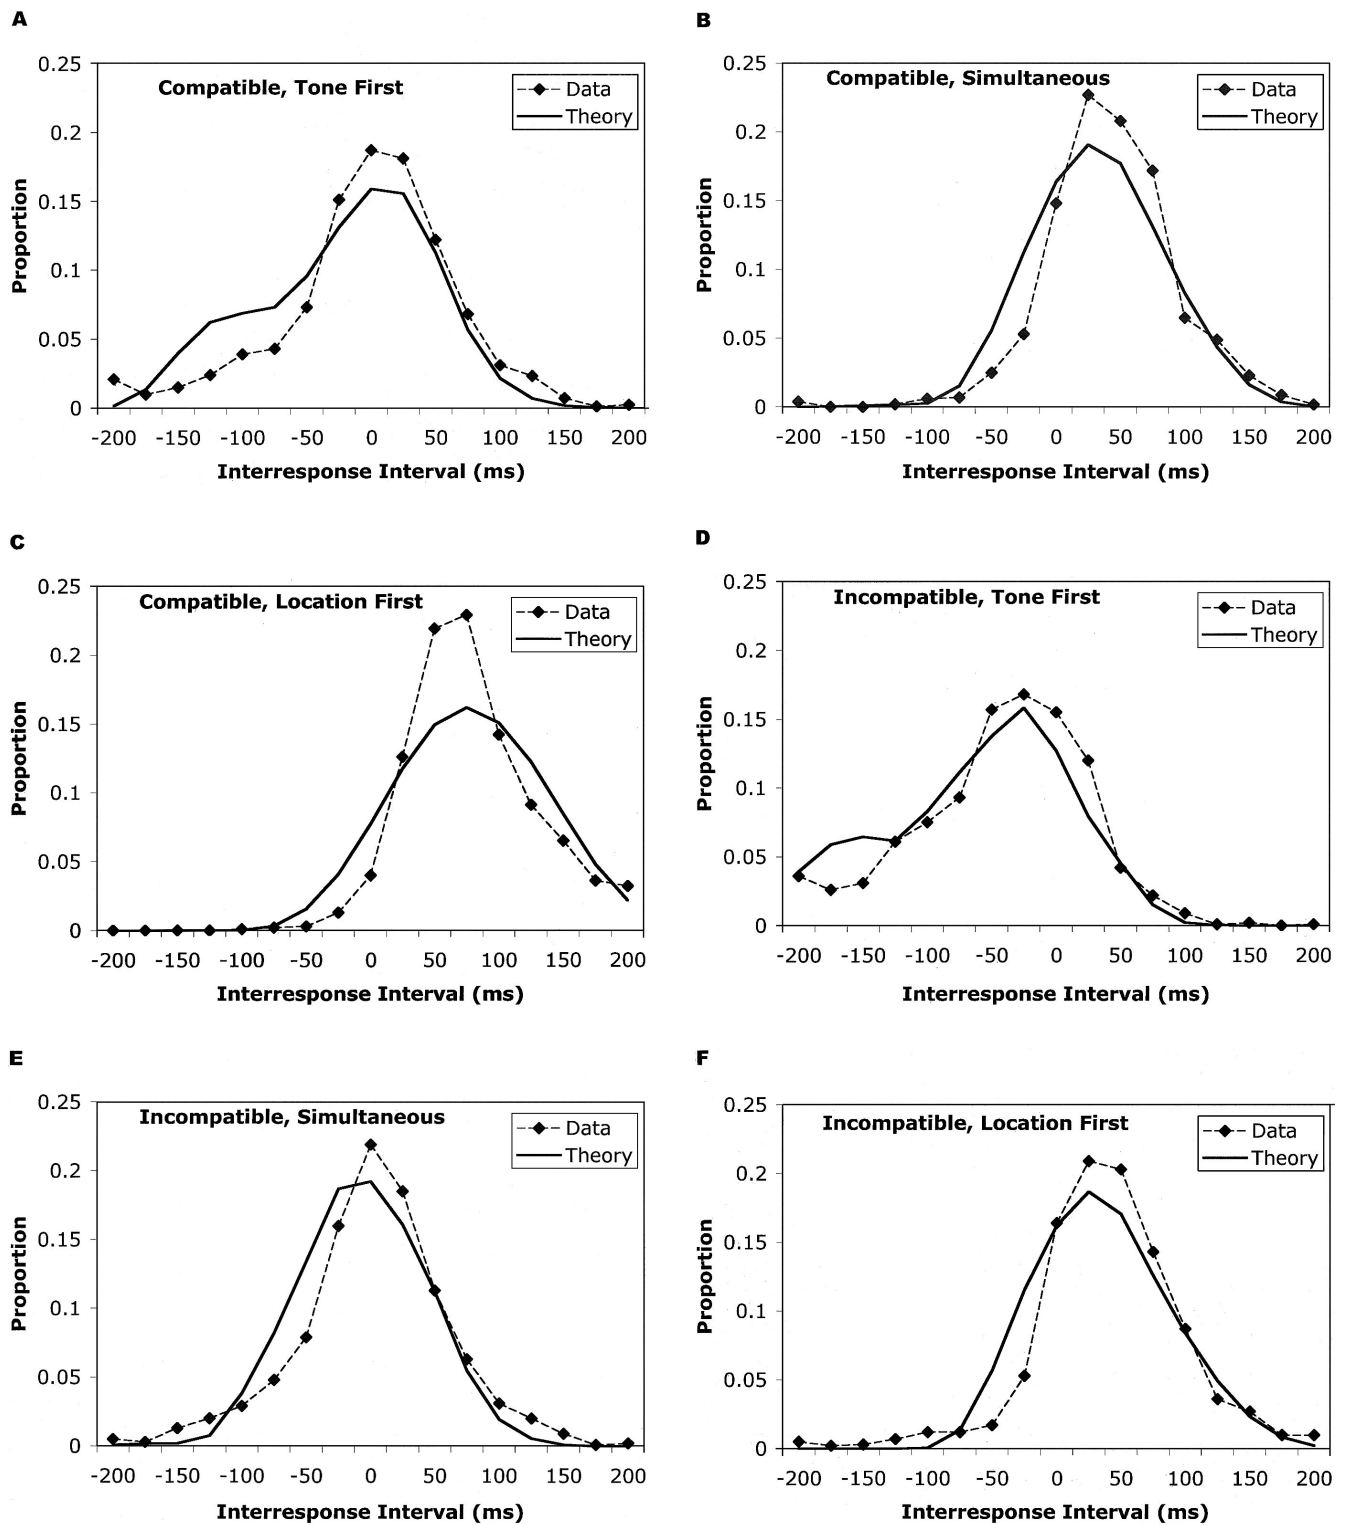 A
Compatible, Tone First
Data
Theory
0.25
0.2
0.15
0.1
0.05
0
Proportion
-200 -150 -100 -50 0 50 100 150 200
Interresponse Interval (ms)
B
Compatible, Simultaneous
Data
Theory
0.25
0.2
0.15
0.1
0.05
0
Proportion
-200 -150 -100 -50 0 50 100 150 200
Interresponse Interval (ms)
C
Compatible, Location First
Data
Theory
0.25
0.2
0.15
0.1
0.05
0
Proportion
-200 -150 -100 -50 0 50 100 150 200
Interresponse Interval (ms)
D
Incompatible, Tone First
Data
Theory
0.25
0.2
0.15
0.1
0.05
0
Proportion
-200 -150 -100 -50 0 50 100 150 200
Interresponse Interval (ms)
E
Incompatible, Simultaneous
Data
Theory
0.25
0.2
0.15
0.1
0.05
0
Proportion
-200 -150 -100 -50 0 50 100 150 200
Interresponse Interval (ms)
F
Incompatible, Location First
Data
Theory
0.25
0.2
0.15
0.1
0.05
0
Proportion
-200 -150 -100 -50 0 50 100 150 200
Interresponse Interval (ms)